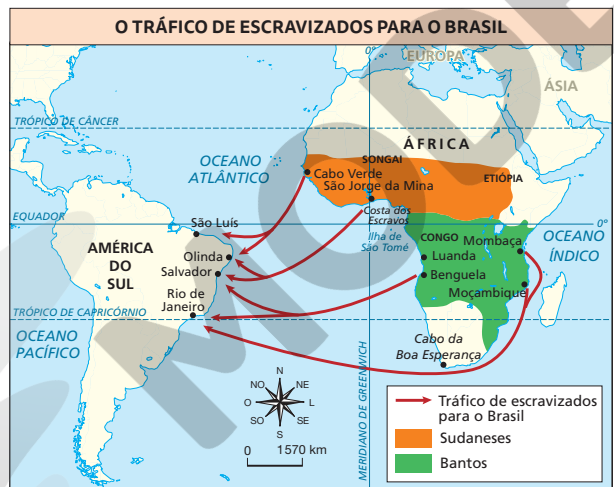 O TRÁFICO DE ESCRAVIZADOS PARA O BRASIL
0°
EUROPA
ÁSIA
TRÓPICO DE CÂNCER
ÁFRICA
OCEANO
ATLÂNTICO
SONGAI
Cabo Verde
São Jorge da Mina
ETIÓPIA
Costa dos
Escravos
EQUADOR
0°
São Luís
Ilha de
São Tomé
CONGO
Mombaça
OCEANO
ÍNDICO
AMÉRICA
DO
SUL
Olinda
Salvador
Luanda
Benguela
Moçambique
Rio de
Janeiro
TRÓPICO DE CAPRICÓRNIO
OCEANO
PACÍFICO
Cabo da
Boa Esperança
MERIDIANO DE GREENWICH
N
NO
NE
O
L
SO
SE
S
0 1570 km
Tráfico de escravizados
para o Brasil
Sudaneses
Bantos